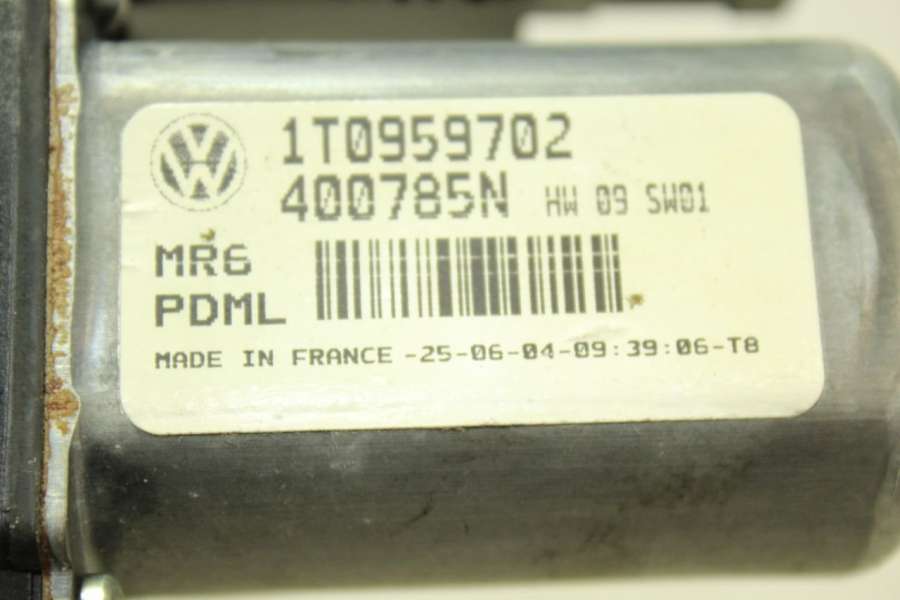 1T0959702
400785N HW 09 SW01
MR6
PDML
MADE IN FRANCE -25-06-04-09:39:06-T8